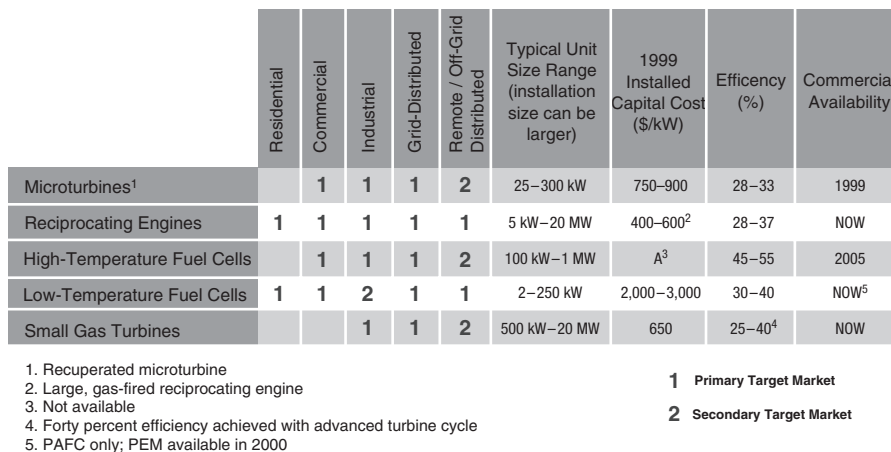 Residential
Commercial
Industrial
Grid-Distributed
Remote / Off-Grid
Distributed
Typical Unit
Size Range
(installation
size can be
larger)
1999
Installed
Capital Cost
($/kW)
Efficency
(%)
Commercia
Availability
Microturbines1 1 1 1 2 25–300 kW 750–900 28–33 1999
Reciprocating Engines 1 1 1 1 1 5 kW–20 MW 400–6002 28–37 NOW
High-Temperature Fuel Cells 1 1 1 2 100 kW–1 MW A3 45–55 2005
Low-Temperature Fuel Cells 1 1 2 1 1 2–250 kW 2,000–3,000 30–40 NOW5
Small Gas Turbines 1 1 2 500 kW–20 MW 650 25–404 NOW
1. Recuperated microturbine
2. Large, gas-fired reciprocating engine
3. Not available
4. Forty percent efficiency achieved with advanced turbine cycle
5. PAFC only; PEM available in 2000
1 Primary Target Market
2 Secondary Target Market